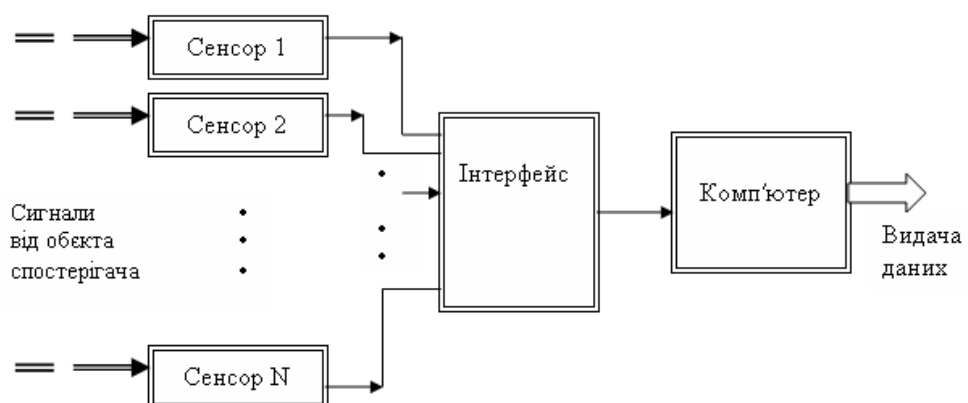 Сенсор 1
Сенсор 2
Інтерфейс
Комп'ютер
Сигнали
від обєкта
спостерігача
Видача
даних
Сенсор N